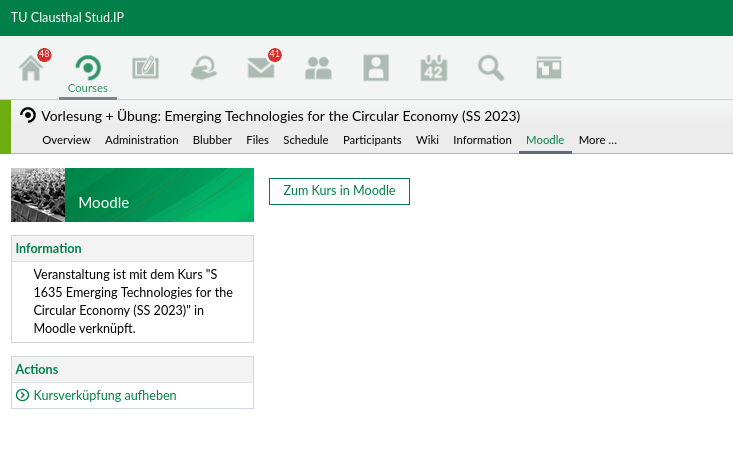 TU Clausthal Stud.IP
48
41
42
Courses
Vorlesung + Übung: Emerging Technologies for the Circular Economy (SS 2023)
Overview Administration Blubber Files Schedule Participants Wiki Information Moodle More ...
Moodle
Zum Kurs in Moodle
Information
Veranstaltung ist mit dem Kurs "S
1635 Emerging Technologies for the
Circular Economy (SS 2023)" in
Moodle verknüpft.
Actions
Kursverküpfung aufheben